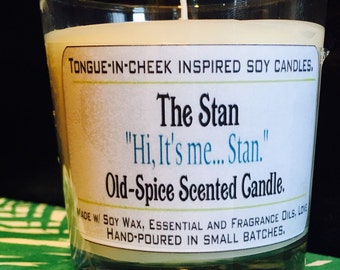 Tongue-in-cheek inspired soy candles.
The Stan
"Hi, It's me... Stan."
Old-Spice Scented Candle.
Made w/ Soy Wax, Essential and Fragrance Oils, Love.
Hand-poured in small batches.